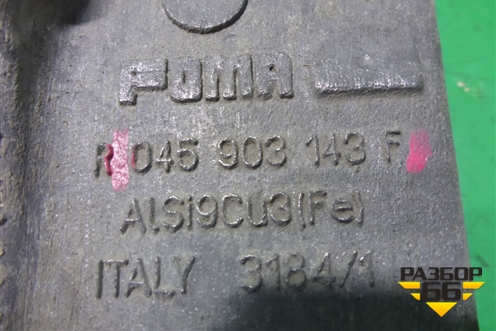 FOMA
R 045 903 143 F
AlSi9Cu3(Fe)
ITALY 3184/1
РАЗБОР
66